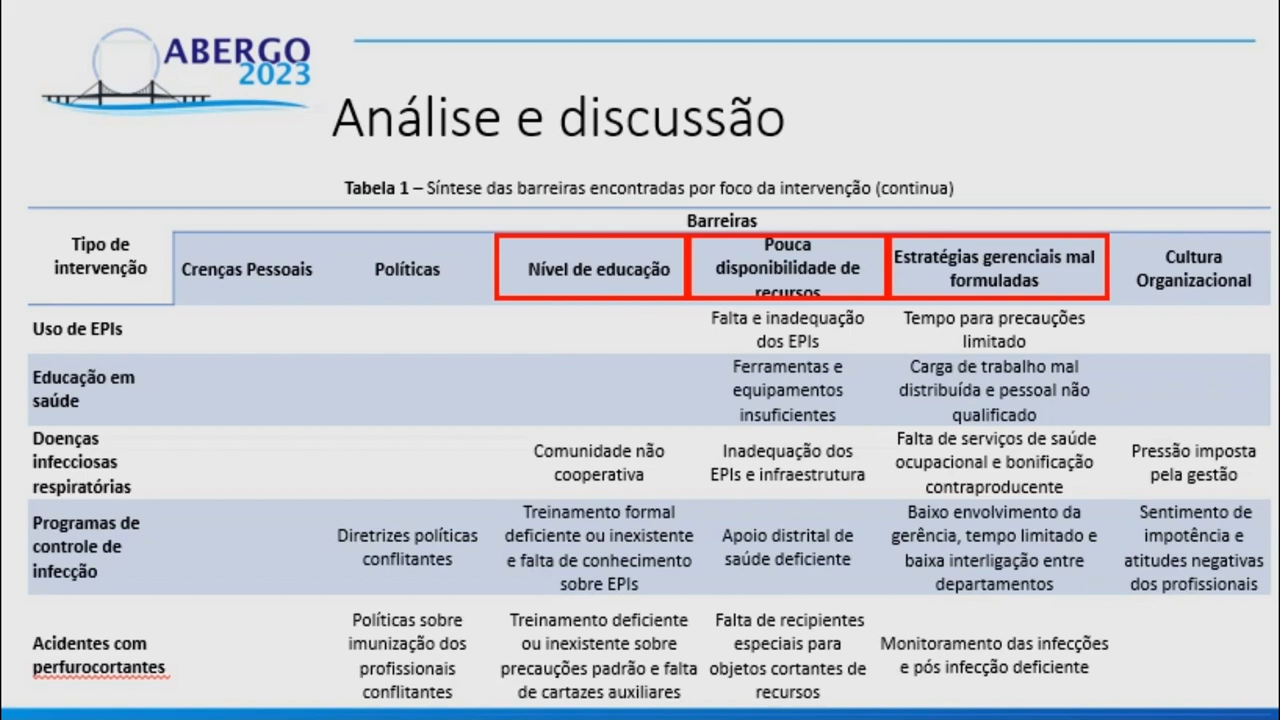 ABERGO
2023
Análise e discussão
Tabela 1 – Síntese das barreiras encontradas por foco da intervenção (continua)
Barreiras
Tipo de
intervenção
Crenças Pessoais
Políticas
Nível de educação
Pouca
disponibilidade de
recursos
Estratégias gerenciais mal
formuladas
Cultura
Organizacional
Uso de EPIs
Falta e inadequação
dos EPIs
Tempo para precauções
limitado
Educação em
saúde
Ferramentas e
equipamentos
insuficientes
Carga de trabalho mal
distribuída e pessoal não
qualificado
Doenças
infecciosas
respiratórias
Comunidade não
cooperativa
Inadequação dos
EPIs e infraestrutura
Falta de serviços de saúde
ocupacional e bonificação
contraproducente
Pressão imposta
pela gestão
Programas de
controle de
infecção
Diretrizes políticas
conflitantes
Treinamento formal
deficiente ou inexistente
e falta de conhecimento
sobre EPIs
Apoio distrital de
saúde deficiente
Baixo envolvimento da
gerência, tempo limitado e
baixa interligação entre
departamentos
Sentimento de
impotência e
atitudes negativas
dos profissionais
Acidentes com
perfurocortantes
Políticas sobre
imunização dos
profissionais
conflitantes
Treinamento deficiente
ou inexistente sobre
precauções padrão e falta
de cartazes auxiliares
Falta de recipientes
especiais para
objetos cortantes de
recursos
Monitoramento das infecções
e pós infecção deficiente